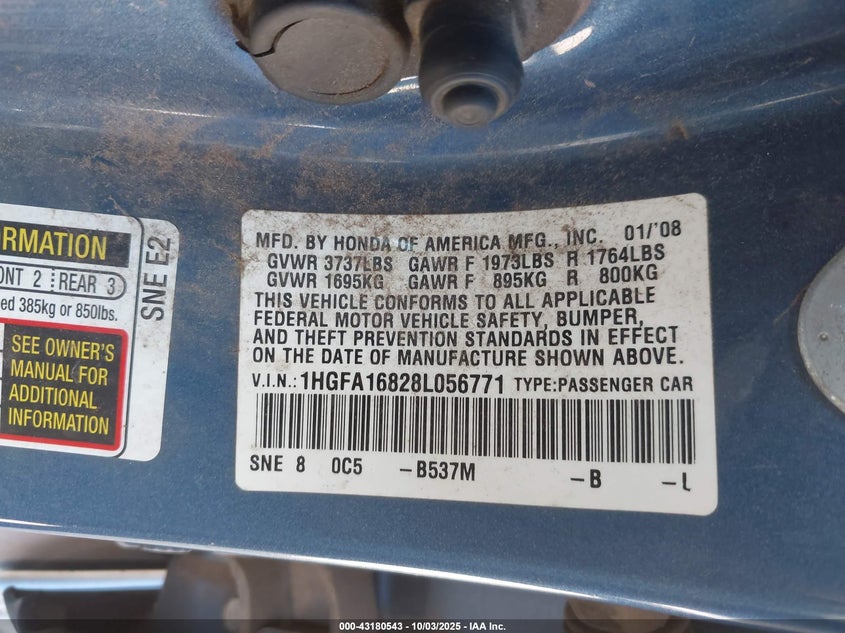 ORMATION
ONT 2 REAR 3
ed 385kg or 850lbs.
SEE OWNER'S
MANUAL FOR
ADDITIONAL
INFORMATION
SNE E2
MFD. BY HONDA OF AMERICA MFG., INC. 01/'08
GVWR 3737LBS GAWR F 1973LBS R 1764LBS
GVWR 1695KG GAWR F 895KG R 800KG
THIS VEHICLE CONFORMS TO ALL APPLICABLE
FEDERAL MOTOR VEHICLE SAFETY, BUMPER,
AND THEFT PREVENTION STANDARDS IN EFFECT
ON THE DATE OF MANUFACTURE SHOWN ABOVE.
V.I.N.: 1HGFA16828L056771 TYPE:PASSENGER CAR
SNE 8 0C5 -B537M -B -L
000-43180543 - 10/03/2025 - IAA Inc.